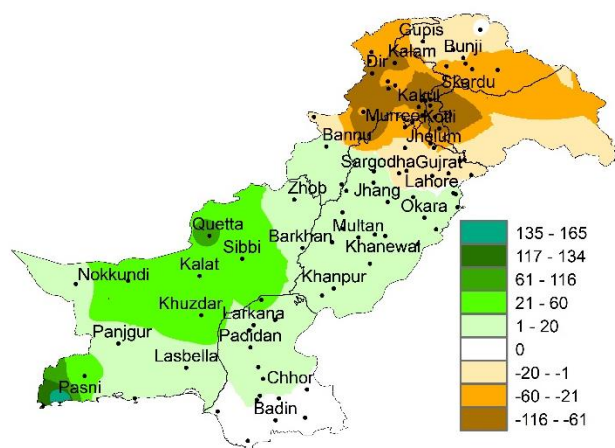 Gupis
Kalam
Bunji
Dir
Skardu
Kakul
Murree
Kotli
Bannu
Jhelum
Sargodha
Gujrat
Zhob
Jhang
Lahore
Okara
Quetta
Multan
Barkhan
Sibbi
Khanewal
Nokkundi
Kalat
Khanpur
Khuzdar
Larkana
Panjgur
Padidan
Lasbella
Pasni
Chhor
Badin
135 - 165
117 - 134
61 - 116
21 - 60
1 - 20
0
-20 - -1
-60 - -21
-116 - -61